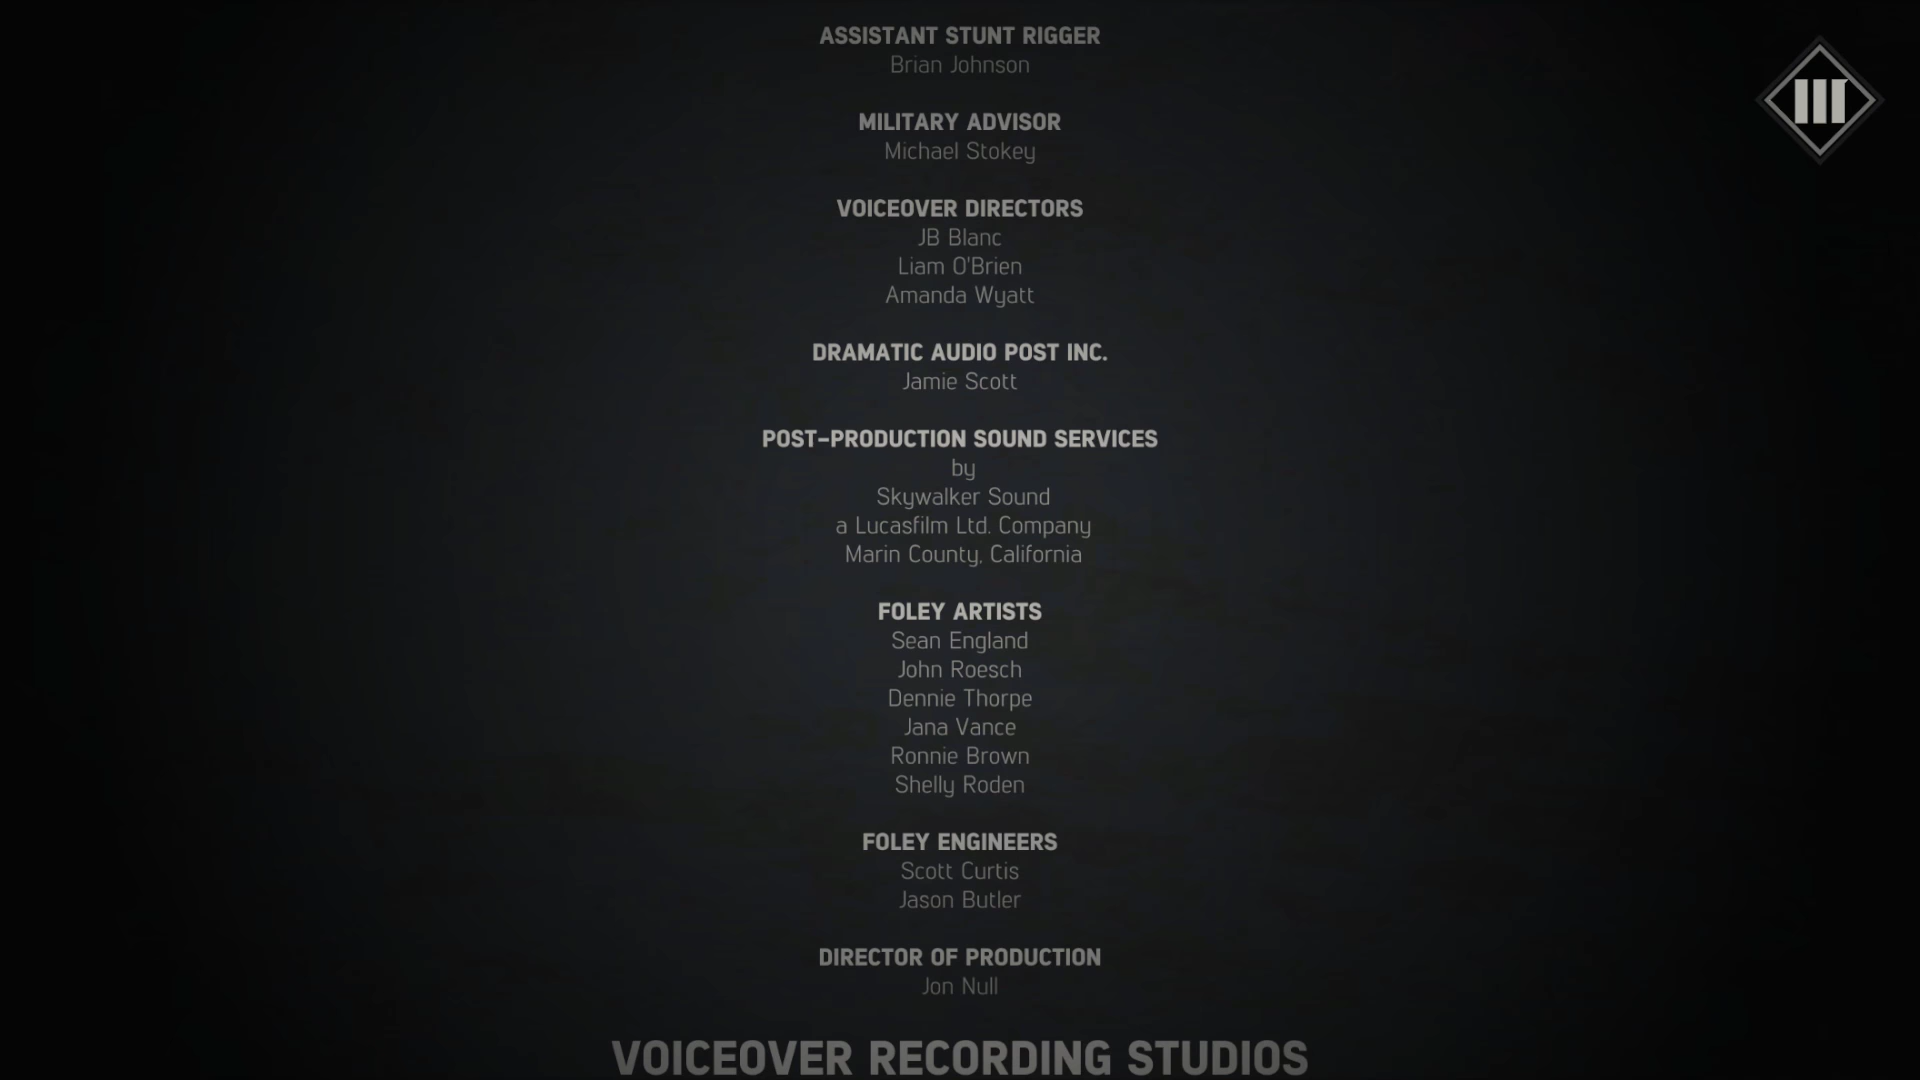 ASSISTANT STUNT RIGGER
Brian Johnson
MILITARY ADVISOR
Michael Stokey
VOICEOVER DIRECTORS
JB Blanc
Liam O'Brien
Amanda Wyatt
DRAMATIC AUDIO POST INC.
Jamie Scott
POST-PRODUCTION SOUND SERVICES
by
Skywalker Sound
a Lucasfilm Ltd. Company
Marin County, California
FOLEY ARTISTS
Sean England
John Roesch
Dennie Thorpe
Jana Vance
Ronnie Brown
Shelly Roden
FOLEY ENGINEERS
Scott Curtis
Jason Butler
DIRECTOR OF PRODUCTION
Jon Null
VOICEOVER RECORDING STUDIOS